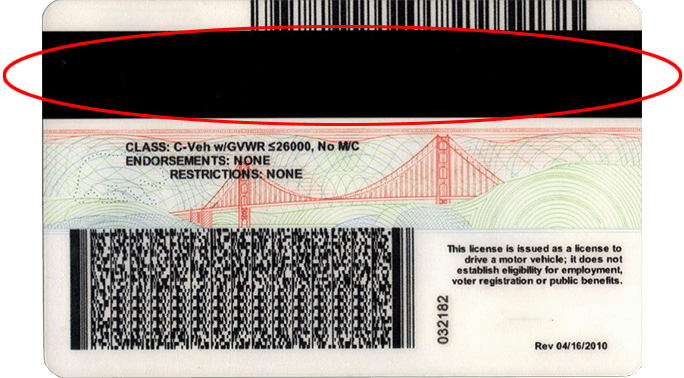 CLASS: C-Veh w/GVWR ≤26000, No M/C
ENDORSEMENTS: NONE
RESTRICTIONS: NONE
This license is issued as a license to
drive a motor vehicle; it does not
establish eligibility for employment,
voter registration or public benefits.
032182
Rev 04/16/2010